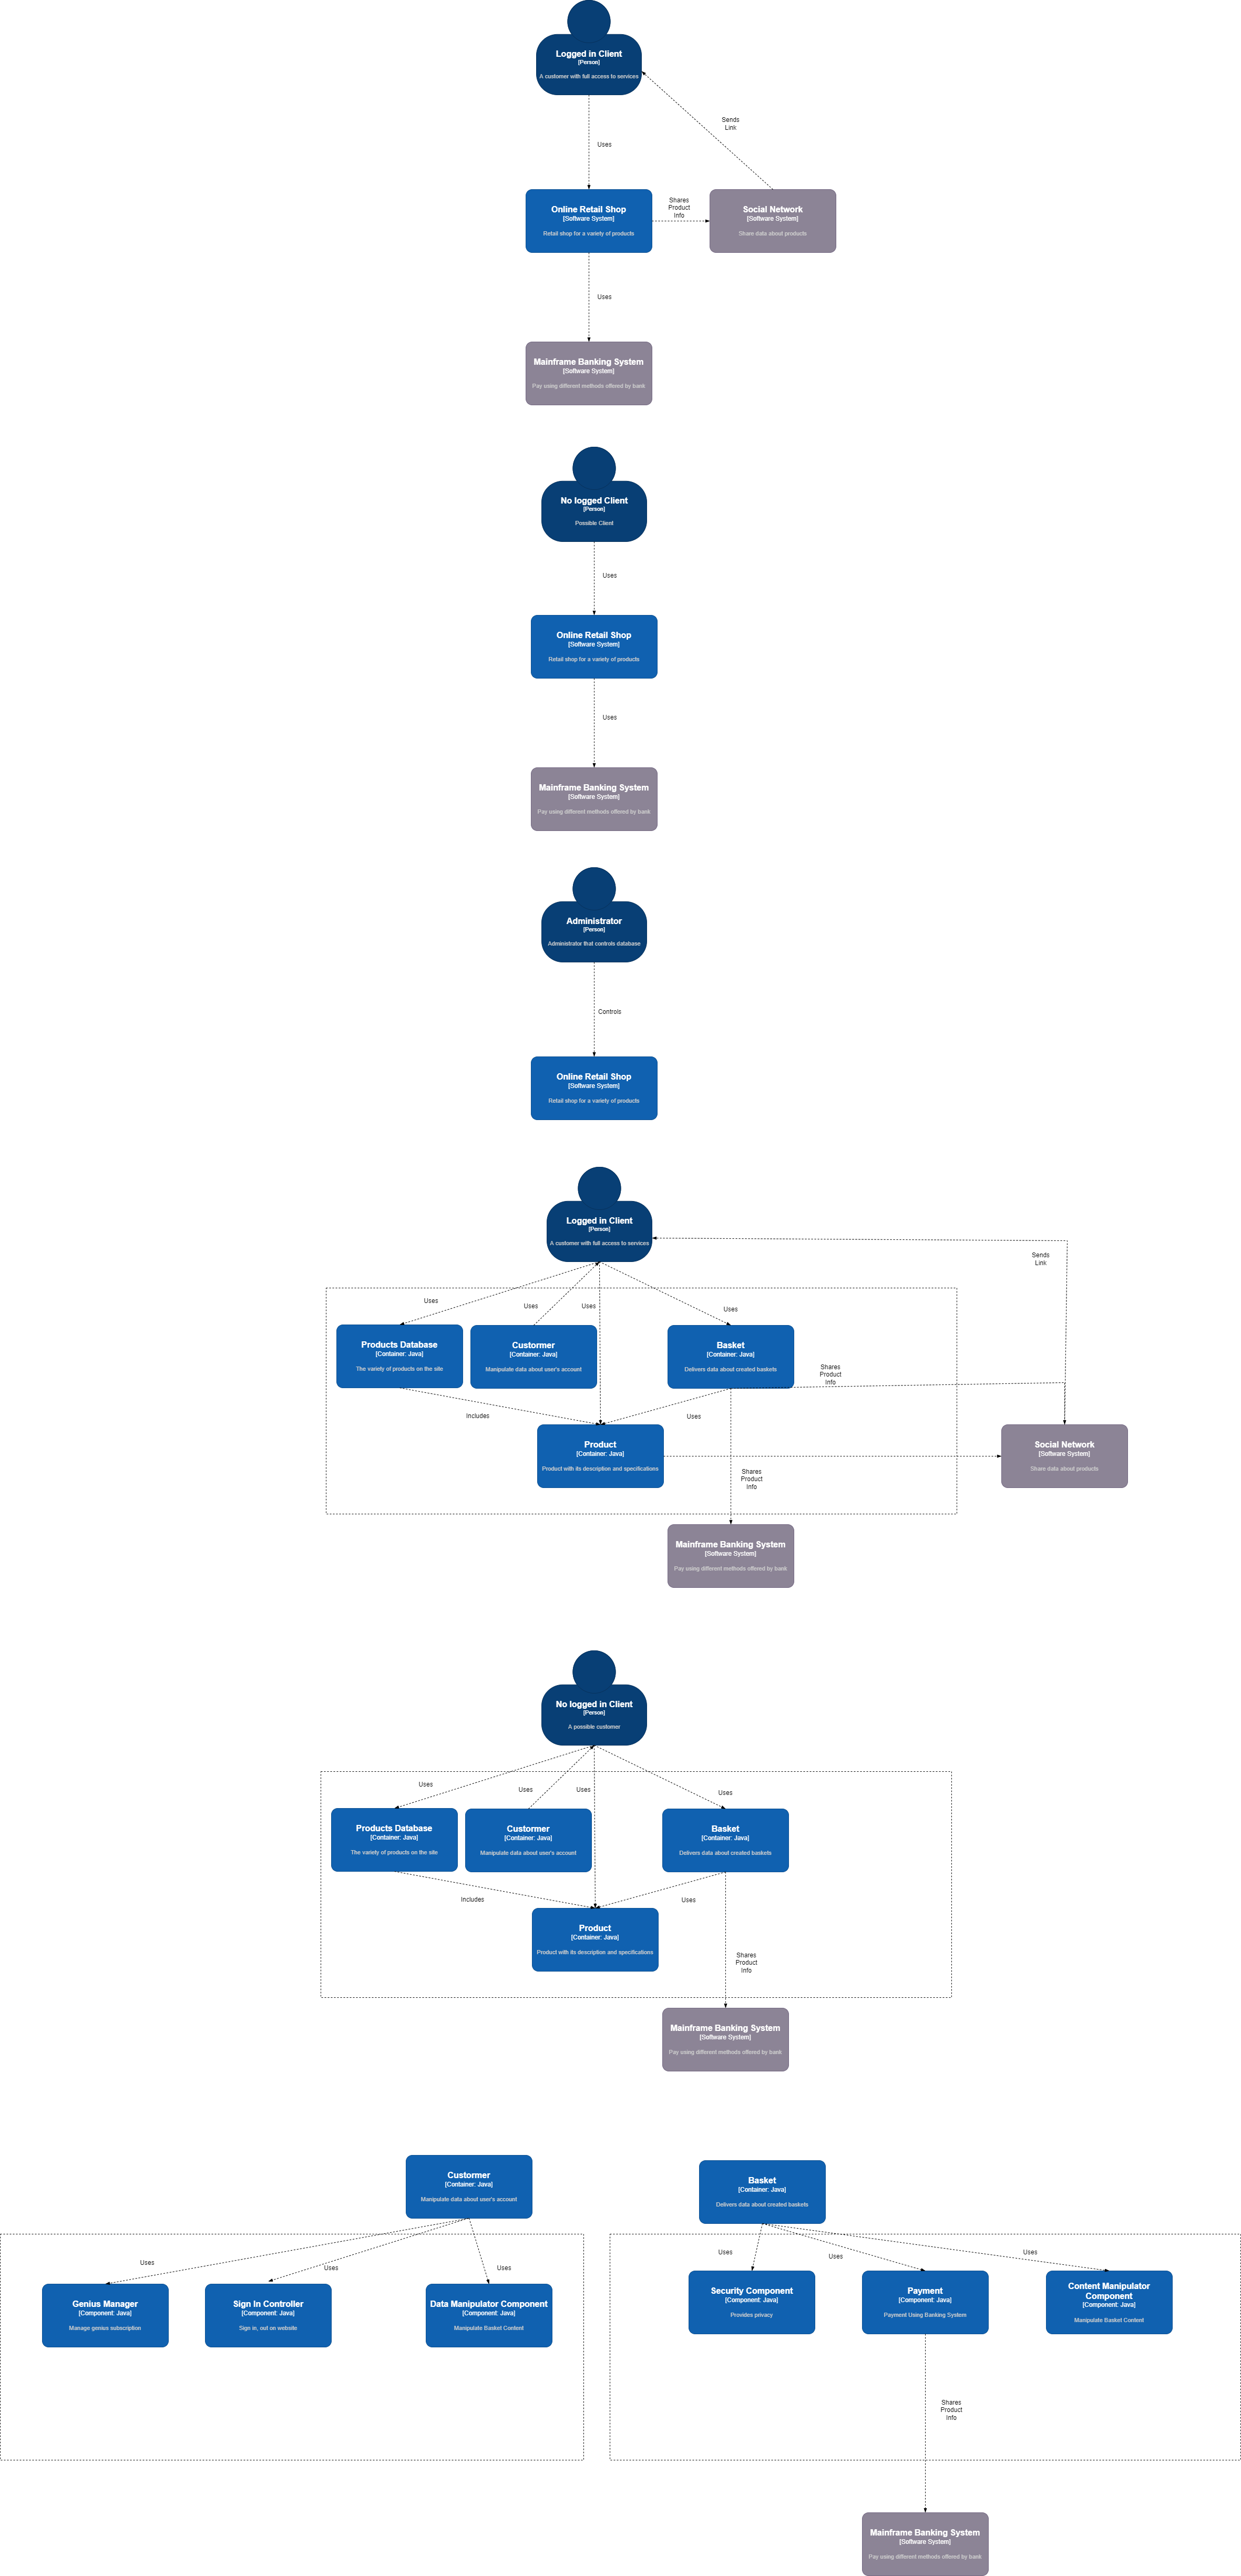 Logged in Client
[Person]
A customer with full access to services
Sends
Link
Uses
Online Retail Shop
[Software System]
Retail shop for a variety of products
Shares
Product
Info
Social Network
[Software System]
Share data about products
Uses
Mainframe Banking System
[Software System]
Pay using different methods offered by bank
No logged Client
[Person]
Possible Client
Uses
Online Retail Shop
[Software System]
Retail shop for a variety of products
Uses
Mainframe Banking System
[Software System]
Pay using different methods offered by bank
Administrator
[Person]
Administrator that controls database
Controls
Online Retail Shop
[Software System]
Retail shop for a variety of products
Logged in Client
[Person]
A customer with full access to services
Sends
Link
Uses
Uses
Uses
Uses
Products Database
[Container: Java]
The variety of products on the site
Custormer
[Container: Java]
Manipulate data about user's account
Basket
[Container: Java]
Delivers data about created baskets
Shares
Product
Info
Includes
Uses
Product
[Container: Java]
Product with its description and specifications
Social Network
[Software System]
Share data about products
Shares
Product
Info
Mainframe Banking System
[Software System]
Pay using different methods offered by bank
No logged in Client
[Person]
A possible customer
Uses
Uses
Uses
Uses
Products Database
[Container: Java]
The variety of products on the site
Custormer
[Container: Java]
Manipulate data about user's account
Basket
[Container: Java]
Delivers data about created baskets
Includes
Uses
Product
[Container: Java]
Product with its description and specifications
Shares
Product
Info
Mainframe Banking System
[Software System]
Pay using different methods offered by bank
Custormer
[Container: Java]
Manipulate data about user's account
Uses
Uses
Uses
Genius Manager
[Component: Java]
Manage genius subscription
Sign In Controller
[Component: Java]
Sign in, out on website
Data Manipulator Component
[Component: Java]
Manipulate Basket Content
Basket
[Container: Java]
Delivers data about created baskets
Uses
Uses
Uses
Security Component
[Component: Java]
Provides privacy
Payment
[Component: Java]
Payment Using Banking System
Content Manipulator
Component
[Component: Java]
Manipulate Basket Content
Shares
Product
Info
Mainframe Banking System
[Software System]
Pay using different methods offered by bank